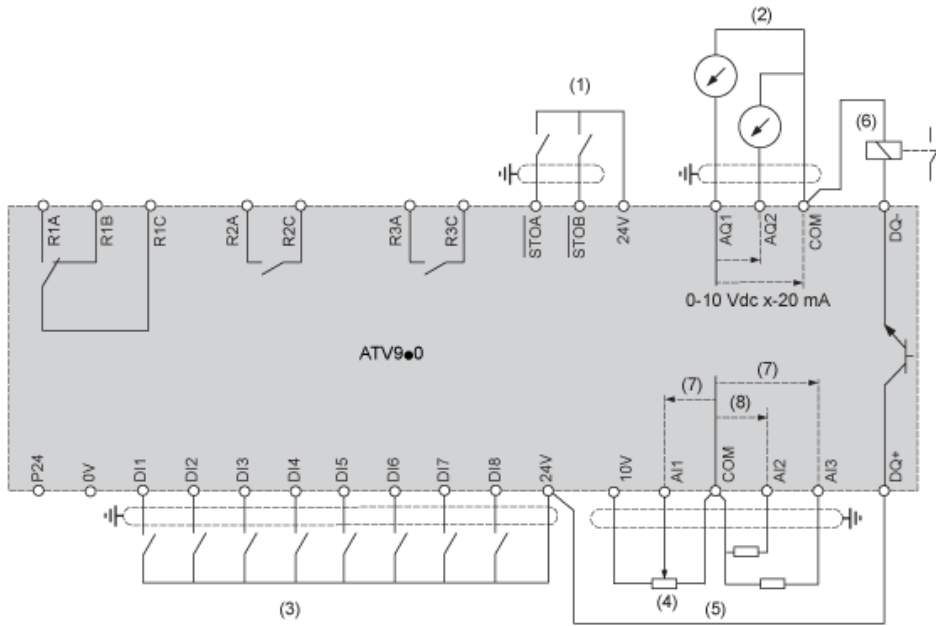 (2)
(1)
(6)
R1A
R1B
R1C
R2A
R2C
R3A
R3C
STOA
STOB
24V
AQ1
AQ2
COM
DQ-
0-10 Vdc x-20 mA
ATV9●0
(7)
(7)
(8)
P24
0V
DI1
DI2
DI3
DI4
DI5
DI6
DI7
DI8
24V
10V
AI1
COM
AI2
AI3
DQ+
(3)
(4)
(5)